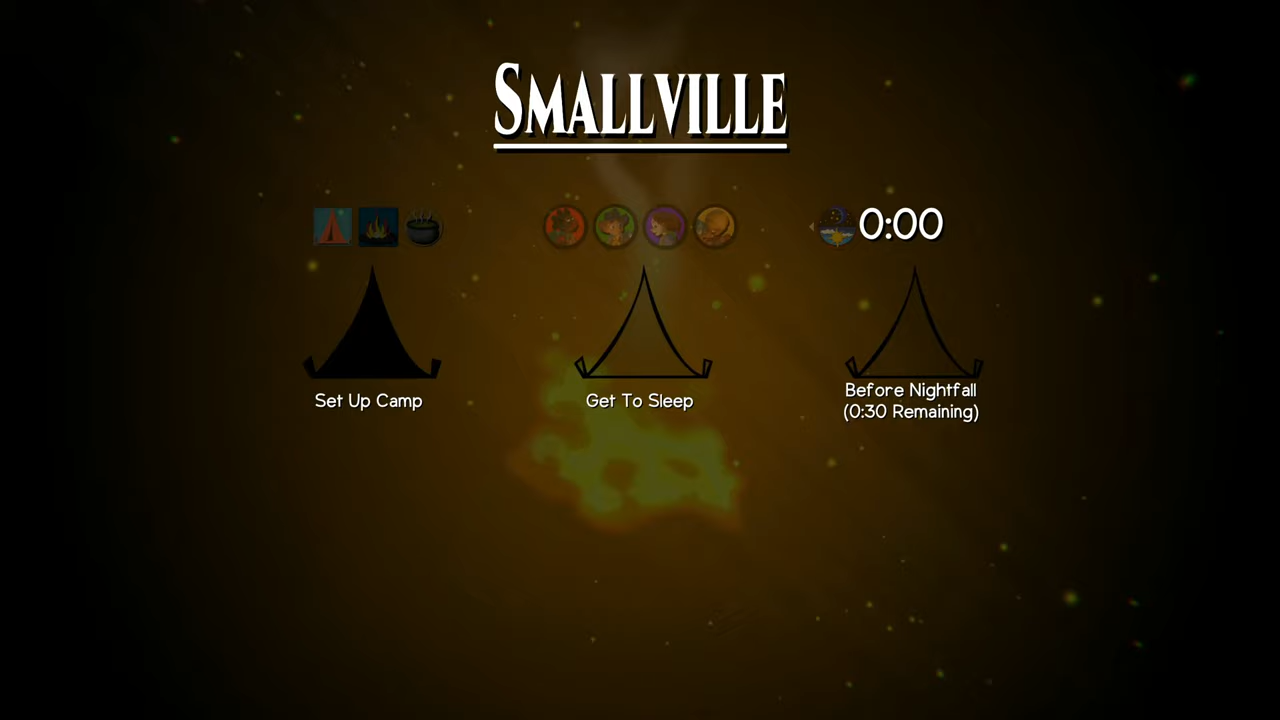 SMALLVILLE
0:00
Set Up Camp
Get To Sleep
Before Nightfall
(0:30 Remaining)